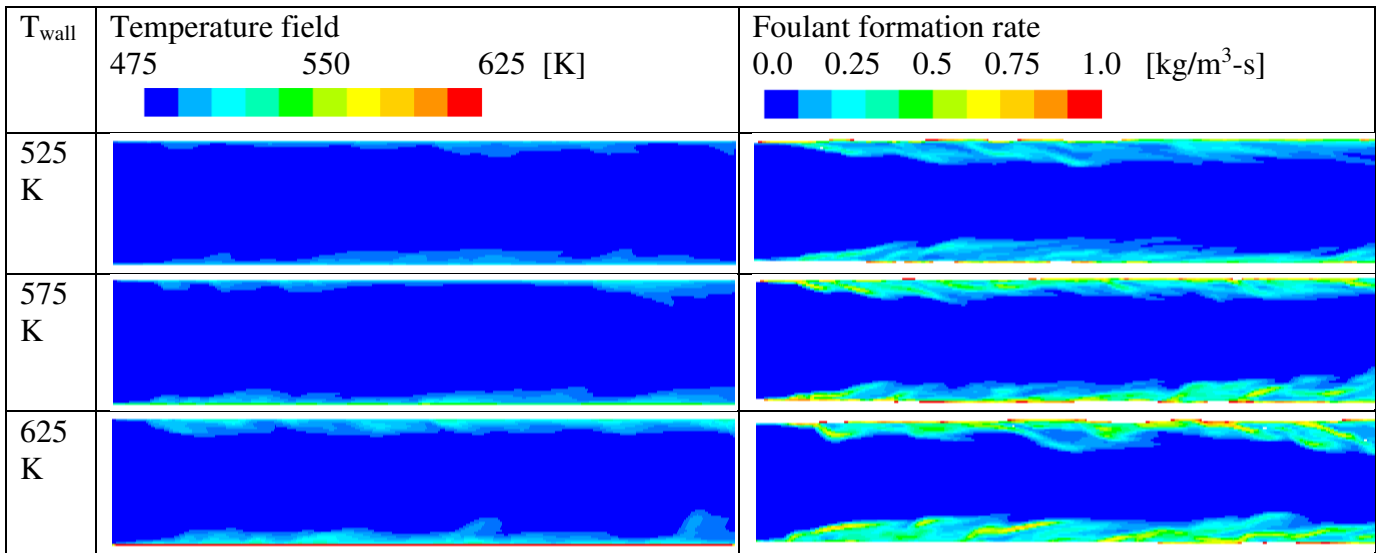 T_wall Temperature field Foulant formation rate
475 550 625 [K] 0.0 0.25 0.5 0.75 1.0 [kg/m³-s]
525
K
575
K
625
K